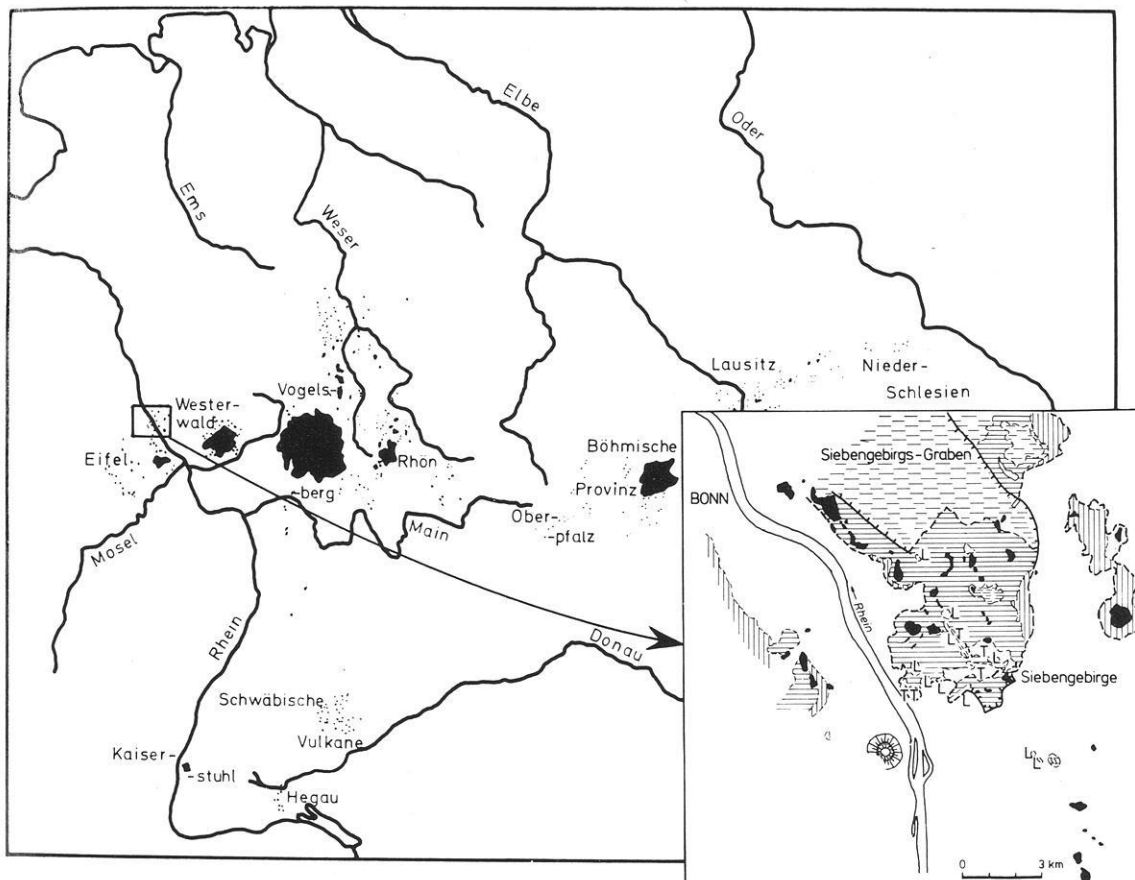 Elbe
Oder
Ems
Weser
Lausitz
Nieder-
Schlesien
Vogels-
-berg
Wester-
wald
Eifel
Rhön
Böhmische
Provinz
Ober-
-pfalz
Main
Mosel
Rhein
Donau
Schwäbische
Vulkane
Kaiser-
-stuhl
Hegau
Siebengebirgs-Graben
BONN
Rhein
L
L
T
L
T
L
T
L
T T
L
L
L
Siebengebirge
L
L
0 3 km